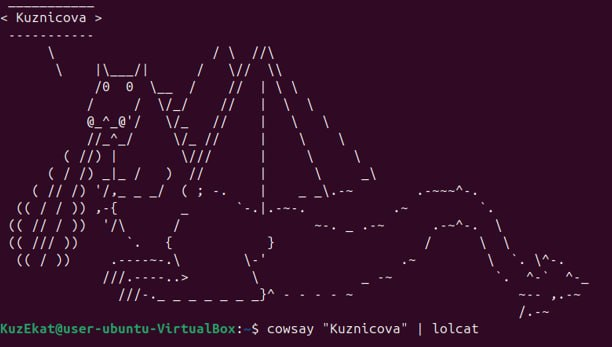 < Kuznicova >
KuzEkat@user-ubuntu-VirtualBox:~$ cowsay "Kuznicova" | lolcat